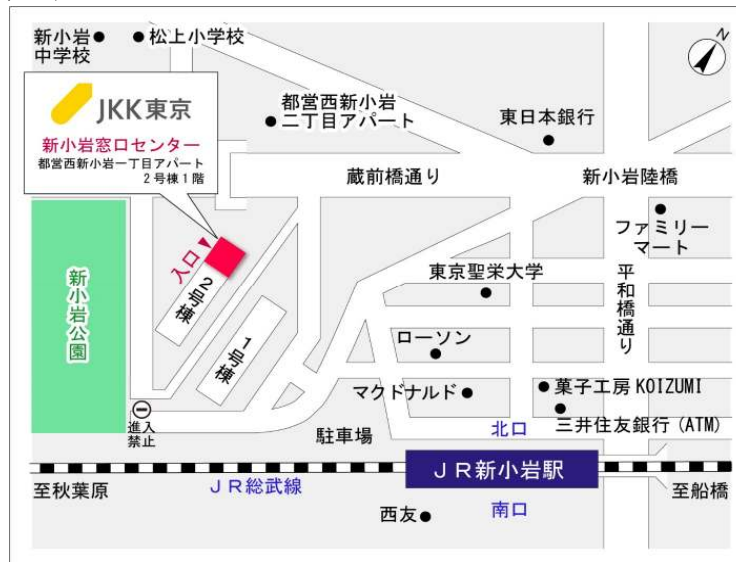 N
新小岩
中学校
松上小学校
JKK東京
新小岩窓口センター
都営西新小岩一丁目アパート
2号棟1階
都営西新小岩
二丁目アパート
東日本銀行
蔵前橋通り
新小岩陸橋
ファミリー
マート
入口
2号棟
1号棟
新小岩公園
東京聖栄大学
平和橋通り
ローソン
マクドナルド
菓子工房 KOIZUMI
三井住友銀行 (ATM)
進入
禁止
駐車場
北口
JR新小岩駅
至秋葉原
JR総武線
至船橋
西友
南口